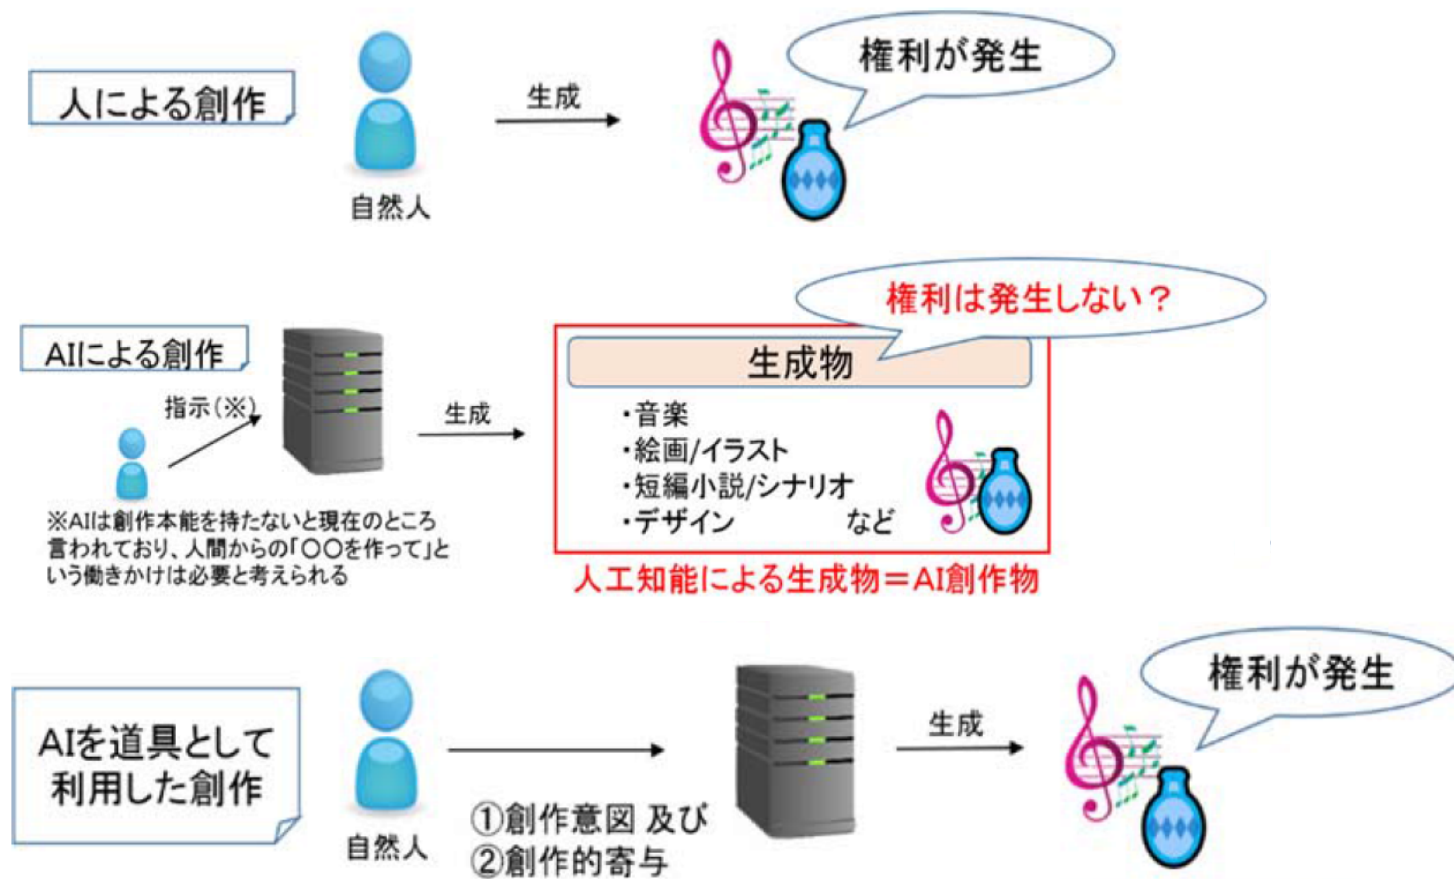 人による創作
自然人
生成
権利が発生
AIによる創作
指示(※)
生成
権利は発生しない？
生成物
・音楽
・絵画/イラスト
・短編小説/シナリオ
・デザイン　　など
※AIは創作本能を持たないと現在のところ
言われており、人間からの「〇〇を作って」と
いう働きかけは必要と考えられる
人工知能による生成物＝AI創作物
AIを道具として
利用した創作
自然人
①創作意図 及び
②創作的寄与
生成
権利が発生